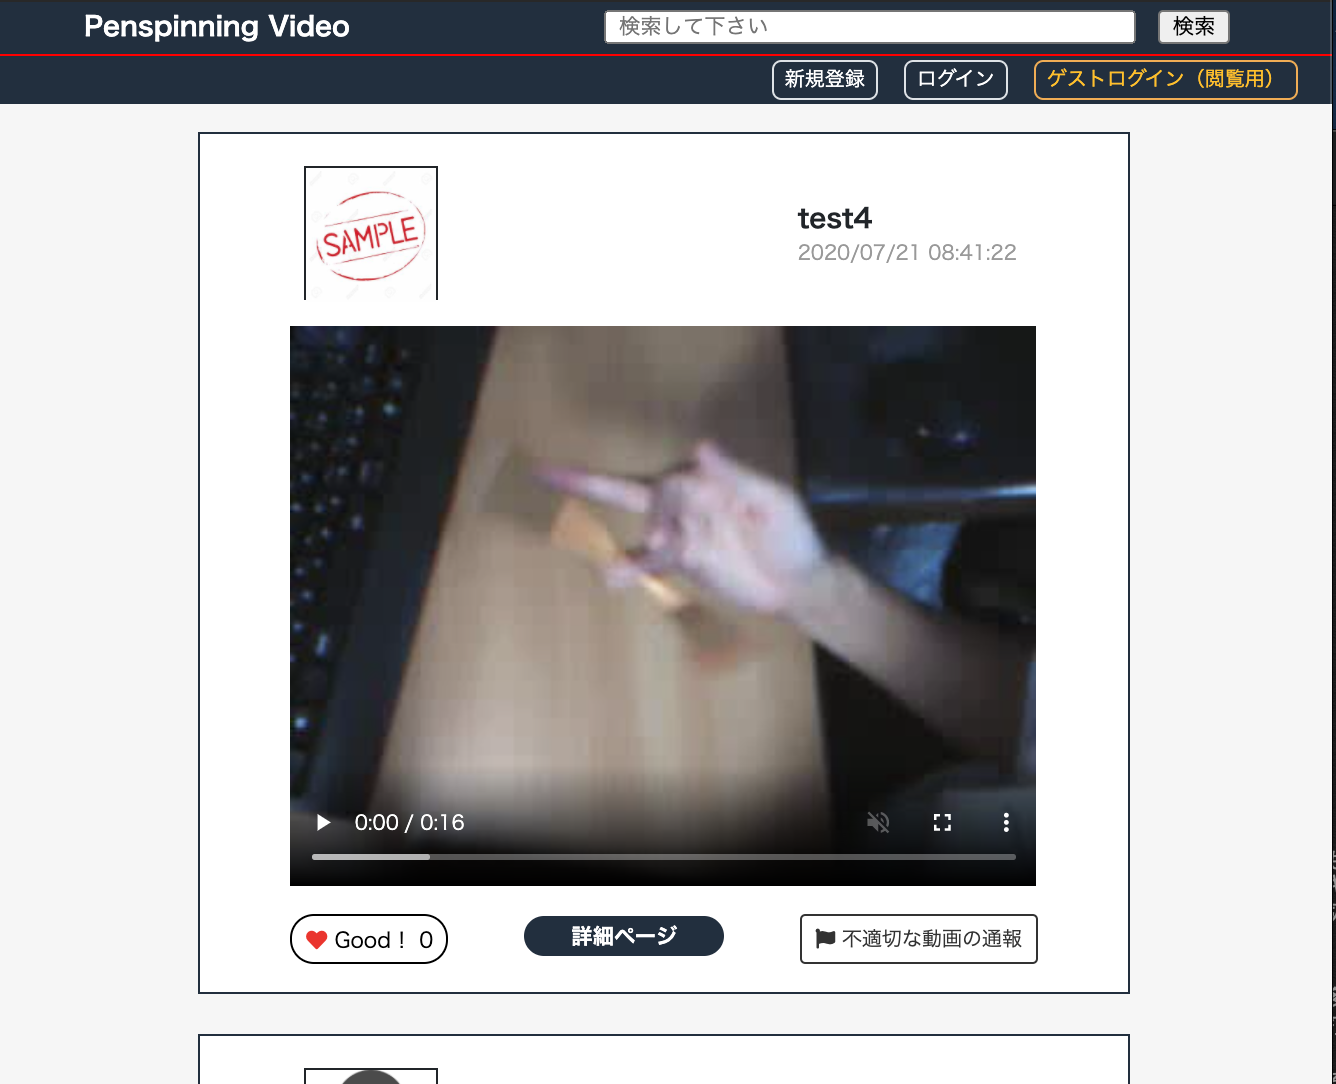 Penspinning Video
検索して下さい
検索
新規登録
ログイン
ゲストログイン（閲覧用）
SAMPLE
test4
2020/07/21 08:41:22
0:00 / 0:16
Good！ 0
詳細ページ
不適切な動画の通報